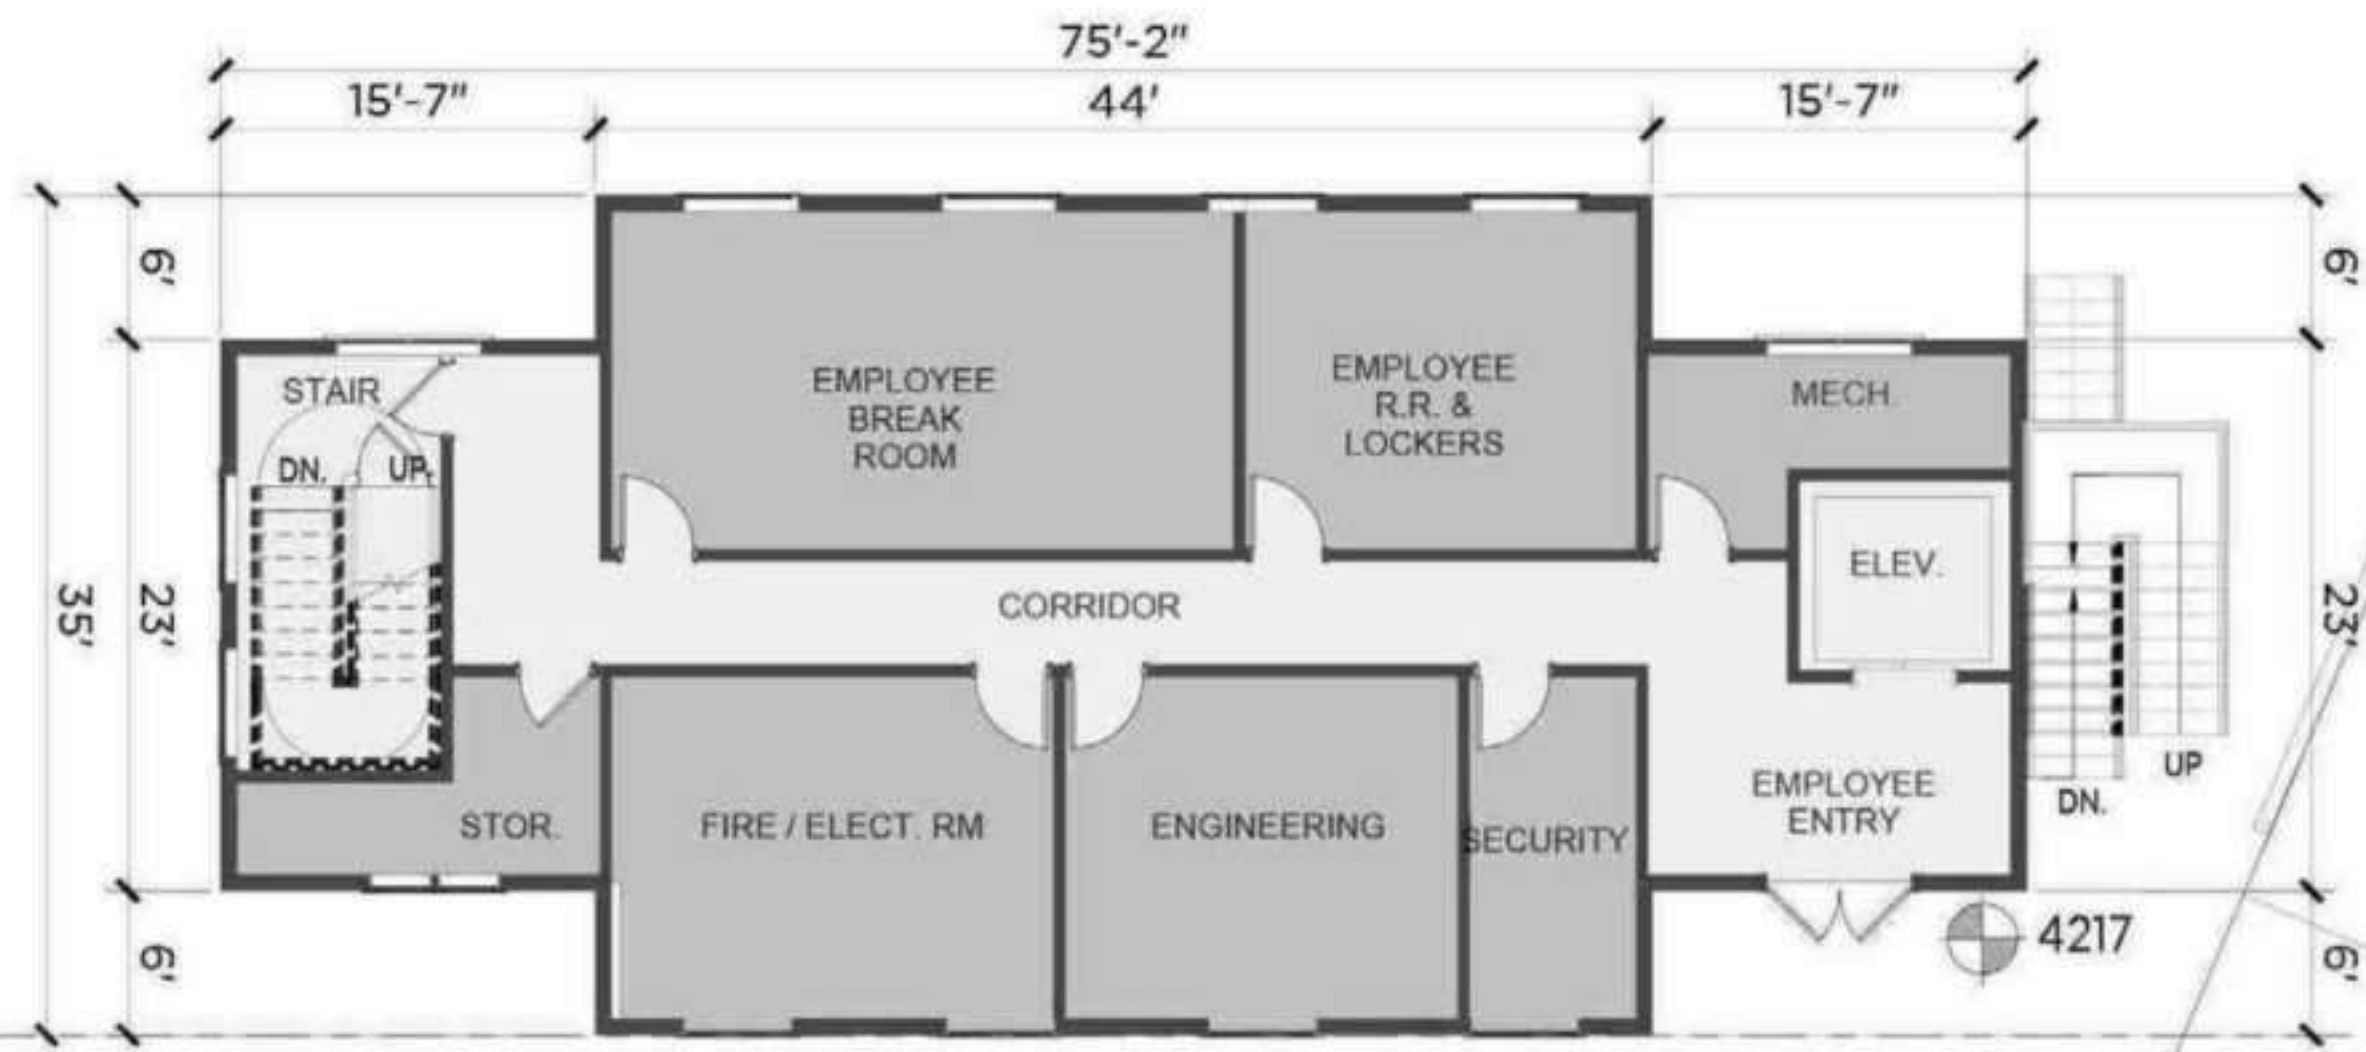 75'-2"
15'-7"
44'
15'-7"
6'
6'
STAIR
DN.
UP.
EMPLOYEE
BREAK
ROOM
EMPLOYEE
R.R. &
LOCKERS
MECH.
ELEV.
35'
23'
CORRIDOR
23'
STOR.
FIRE / ELECT. RM
ENGINEERING
SECURITY
EMPLOYEE
ENTRY
UP
DN.
6'
4217
6'